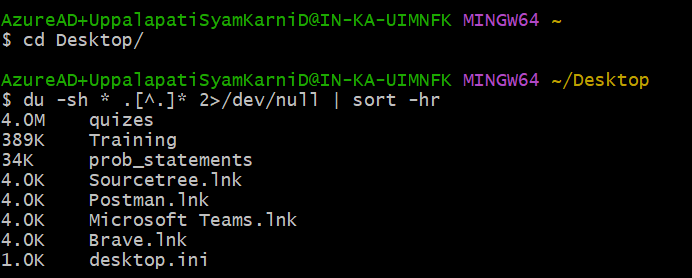 AzureAD+UppalapatiSyamKarniD@IN-KA-UIMNFK MINGW64 ~
$ cd Desktop/
AzureAD+UppalapatiSyamKarniD@IN-KA-UIMNFK MINGW64 ~/Desktop
$ du -sh * .[^.]* 2>/dev/null | sort -hr
4.0M    quizes
389K    Training
34K     prob_statements
4.0K    Sourcetree.lnk
4.0K    Postman.lnk
4.0K    Microsoft Teams.lnk
4.0K    Brave.lnk
1.0K    desktop.ini